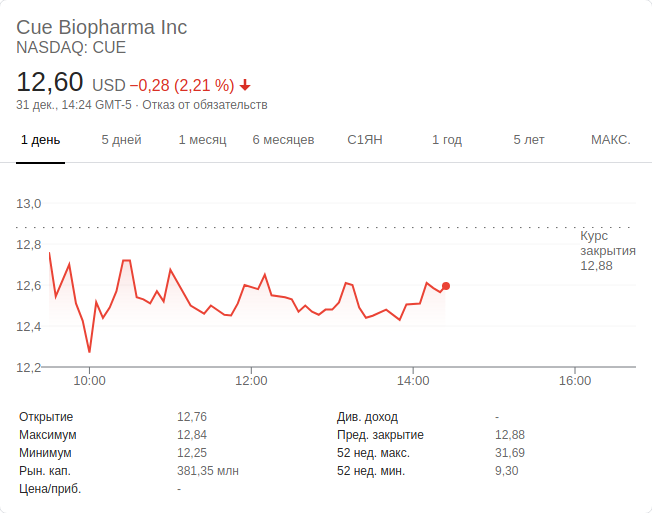 Cue Biopharma Inc
NASDAQ: CUE
12,60 USD −0,28 (2,21 %)
31 дек., 14:24 GMT-5 · Отказ от обязательств
1 день 5 дней 1 месяц 6 месяцев С1ЯН 1 год 5 лет МАКС.
13,0
12,8
12,6
12,4
12,2
Курс
закрытия
12,88
10:00 12:00 14:00 16:00
Открытие 12,76 Див. доход -
Максимум 12,84 Пред. закрытие 12,88
Минимум 12,25 52 нед. макс. 31,69
Рын. кап. 381,35 млн 52 нед. мин. 9,30
Цена/приб. -